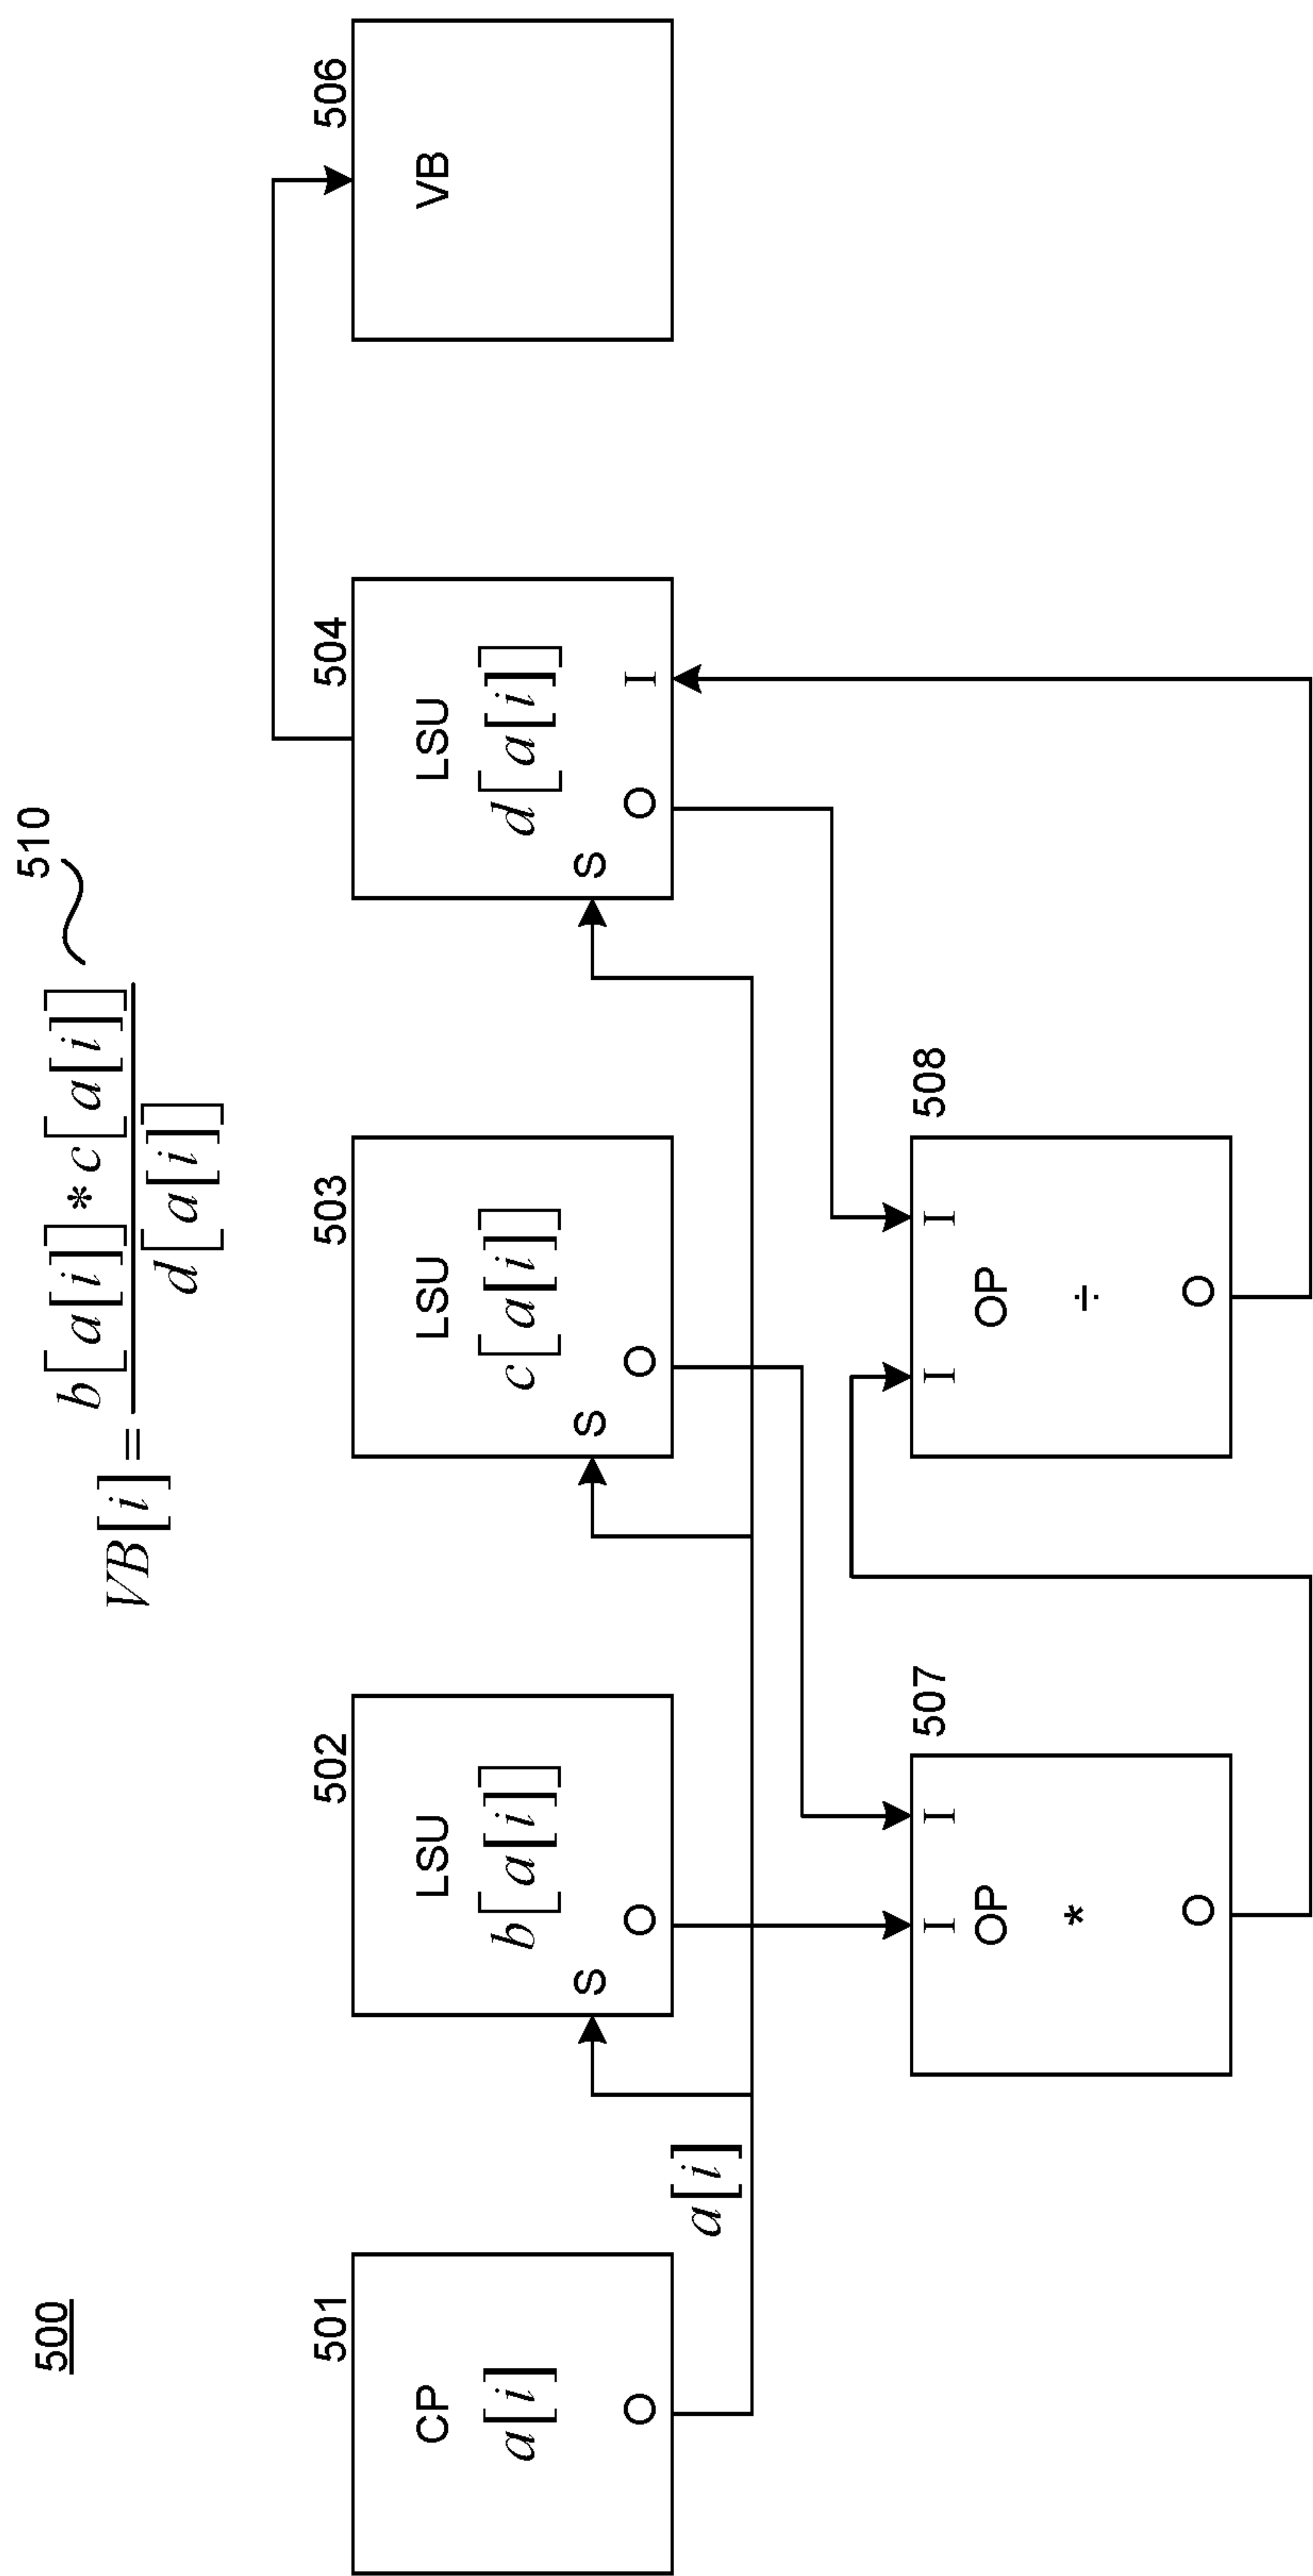 500
510
VB[i] = b[a[i]] * c[a[i]]
d[a[i]]
501
CP
a[i]
O
a[i]
502
LSU
b[a[i]]
S
O
503
LSU
c[a[i]]
S
O
504
LSU
d[a[i]]
S
O
I
506
VB
507
I
I
OP
*
O
508
I
I
OP
÷
O